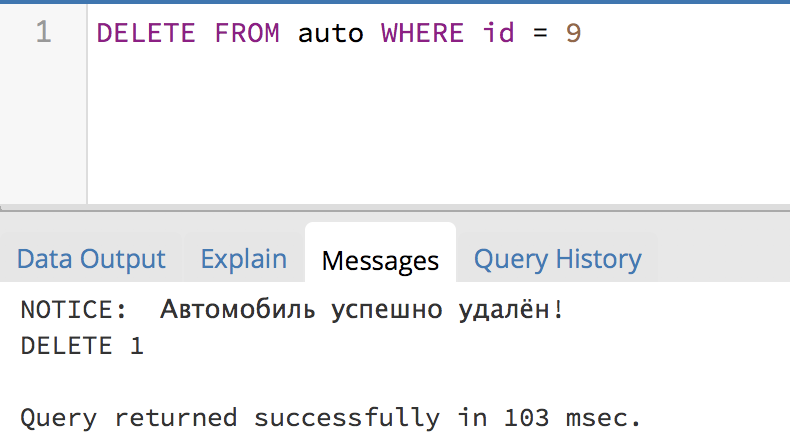 1 DELETE FROM auto WHERE id = 9
Data Output Explain Messages Query History
NOTICE:  Автомобиль успешно удалён!
DELETE 1
Query returned successfully in 103 msec.